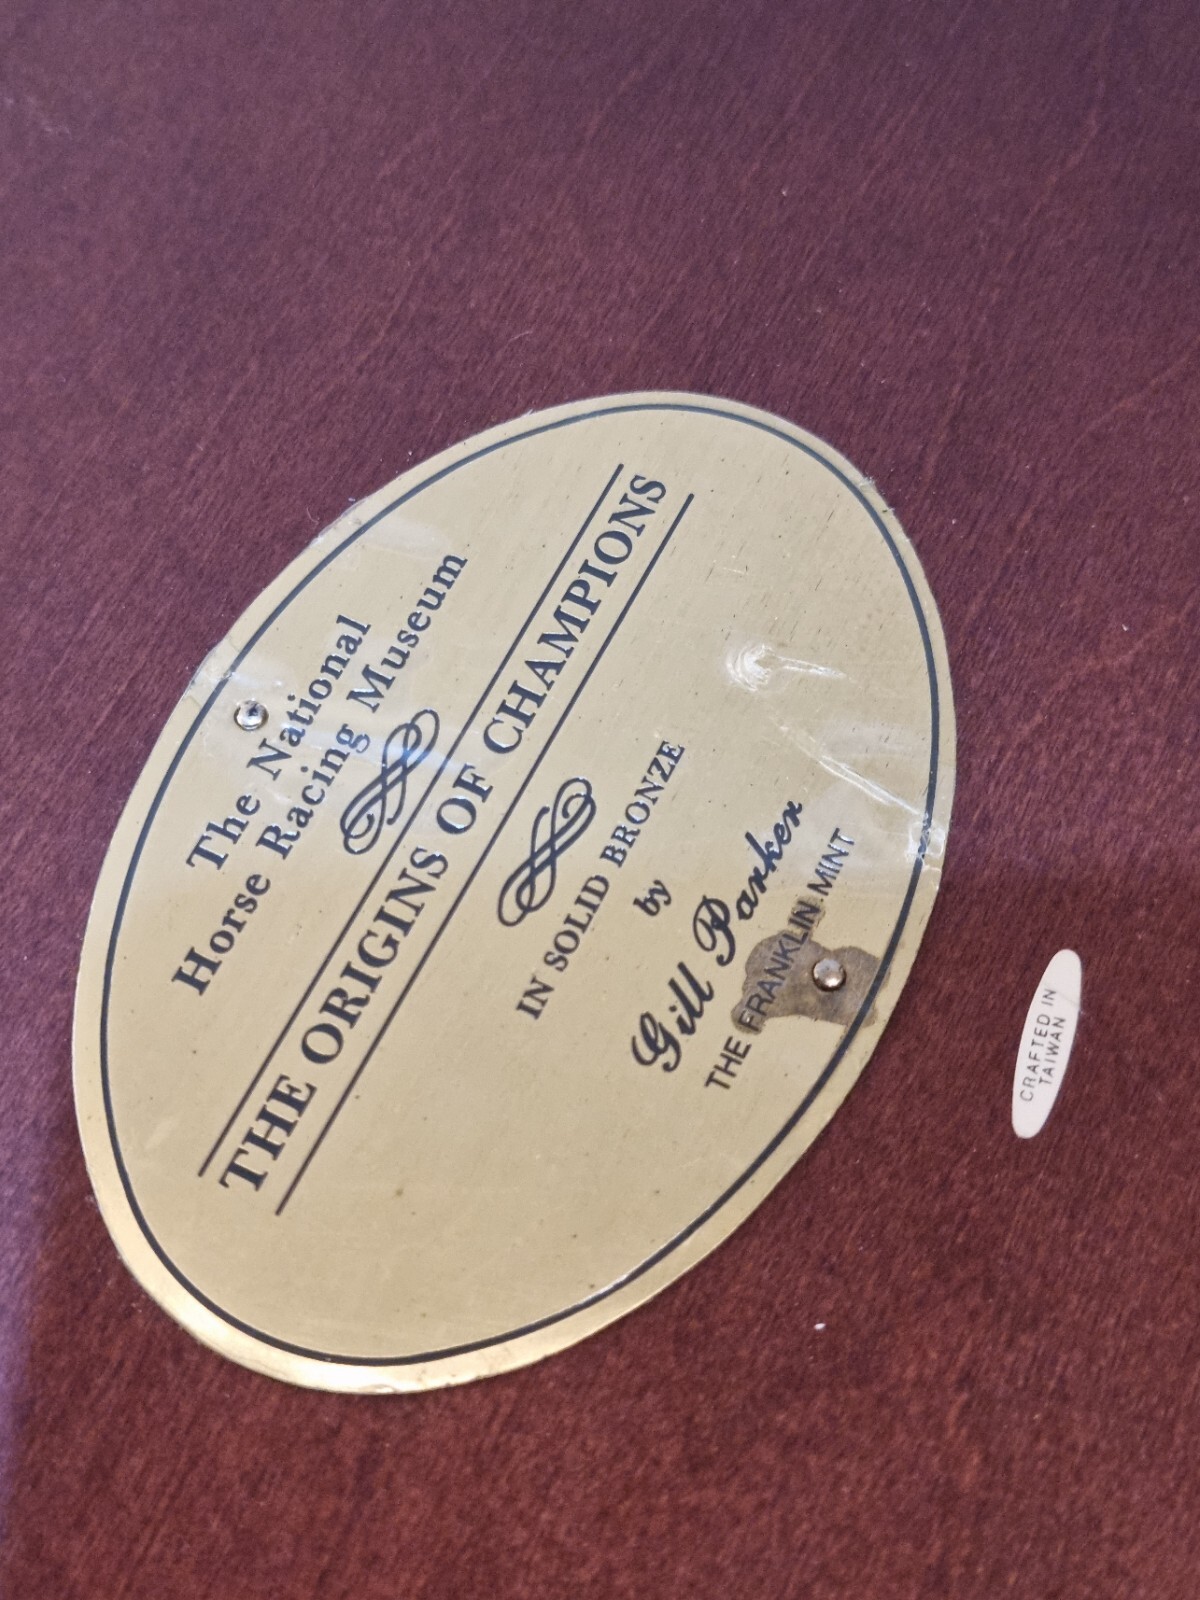 The National
Horse Racing Museum
THE ORIGINS OF CHAMPIONS
IN SOLID BRONZE
by
Gill Parker
THE FRANKLIN MINT
CRAFTED IN
TAIWAN